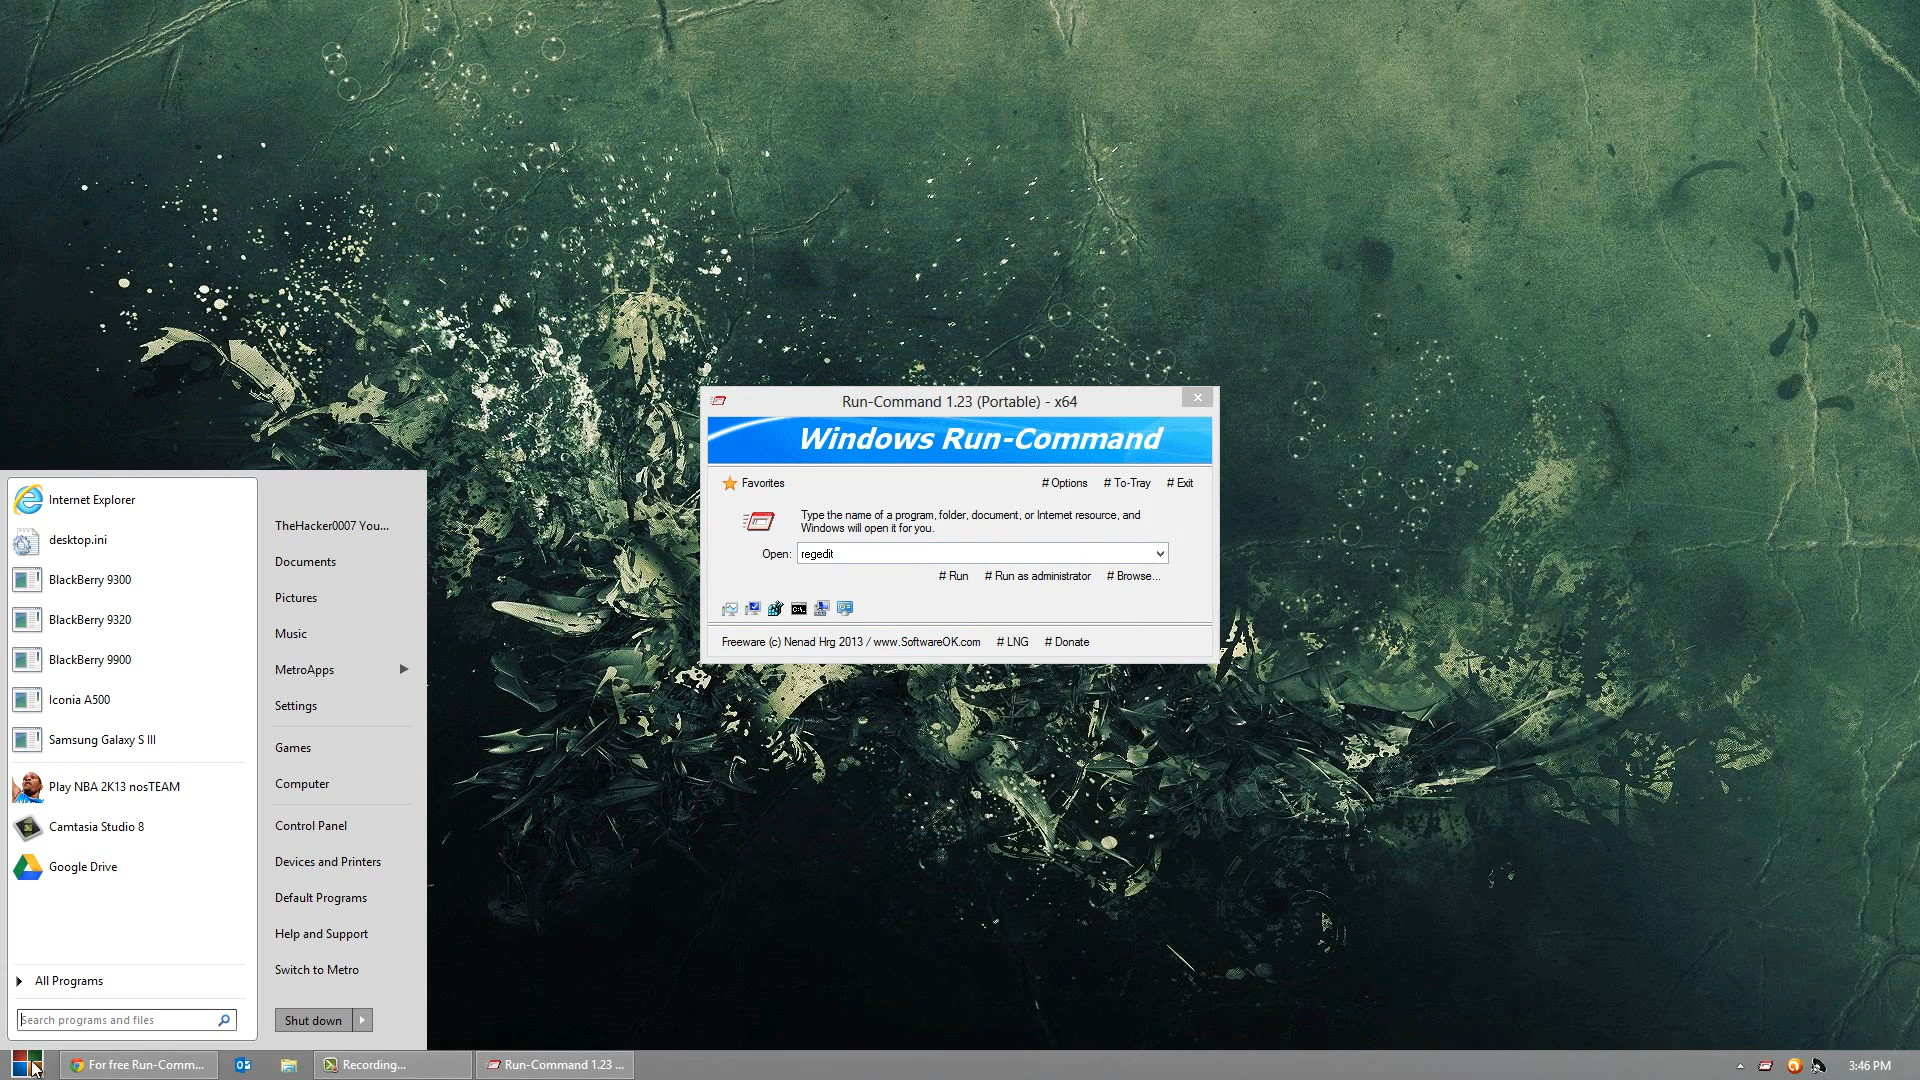 Run-Command 1.23 (Portable) - x64
Windows Run-Command
Favorites
# Options
# To-Tray
# Exit
Type the name of a program, folder, document, or Internet resource, and
Windows will open it for you.
Open:
regedit
# Run
# Run as administrator
# Browse...
C:\.
Freeware (c) Nenad Hrg 2013 / www.SoftwareOK.com
# LNG
# Donate
Internet Explorer
desktop.ini
BlackBerry 9300
BlackBerry 9320
BlackBerry 9900
Iconia A500
Samsung Galaxy S III
Play NBA 2K13 nosTEAM
Camtasia Studio 8
Google Drive
All Programs
Search programs and files
TheHacker0007 You...
Documents
Pictures
Music
MetroApps
Settings
Games
Computer
Control Panel
Devices and Printers
Default Programs
Help and Support
Switch to Metro
Shut down
For free Run-Comm...
Recording...
Run-Command 1.23 ...
3:46 PM